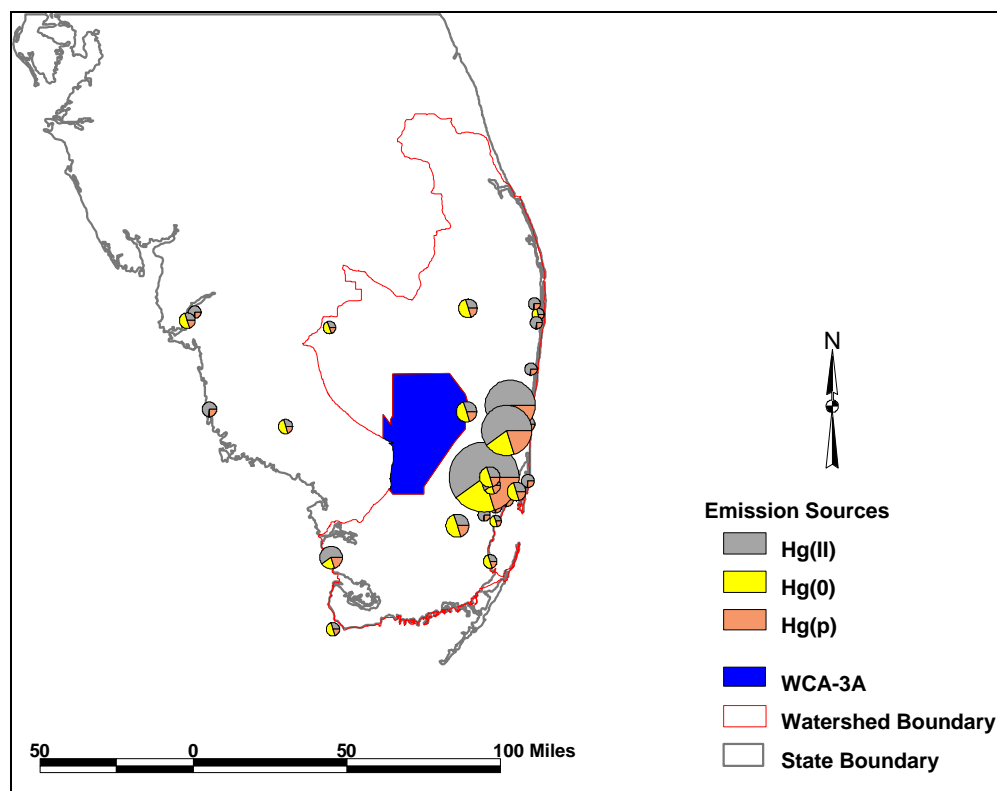 N
Emission Sources
Hg(II)
Hg(0)
Hg(p)
WCA-3A
Watershed Boundary
State Boundary
50 0 50 100 Miles